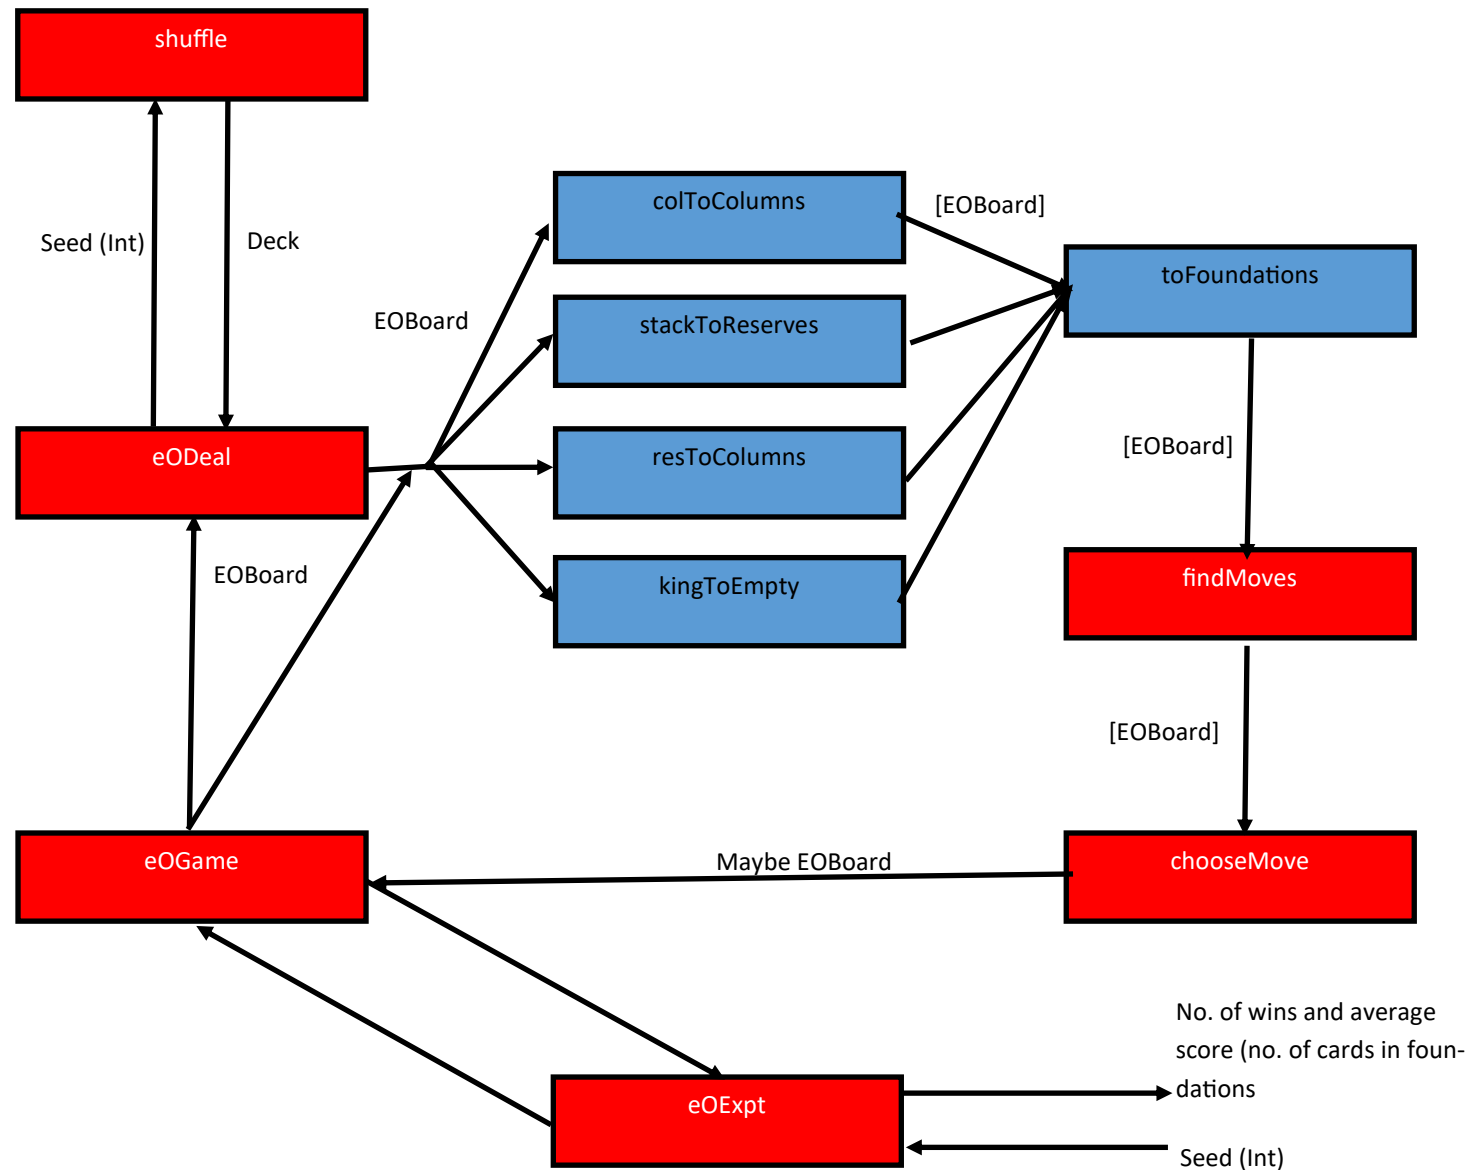 shuffle
Seed (Int)
Deck
colToColumns
[EOBoard]
toFoundations
EOBoard
stackToReserves
eODeal
resToColumns
[EOBoard]
EOBoard
kingToEmpty
findMoves
[EOBoard]
eOGame
Maybe EOBoard
chooseMove
No. of wins and average
score (no. of cards in foun-
dations
eOExpt
Seed (Int)